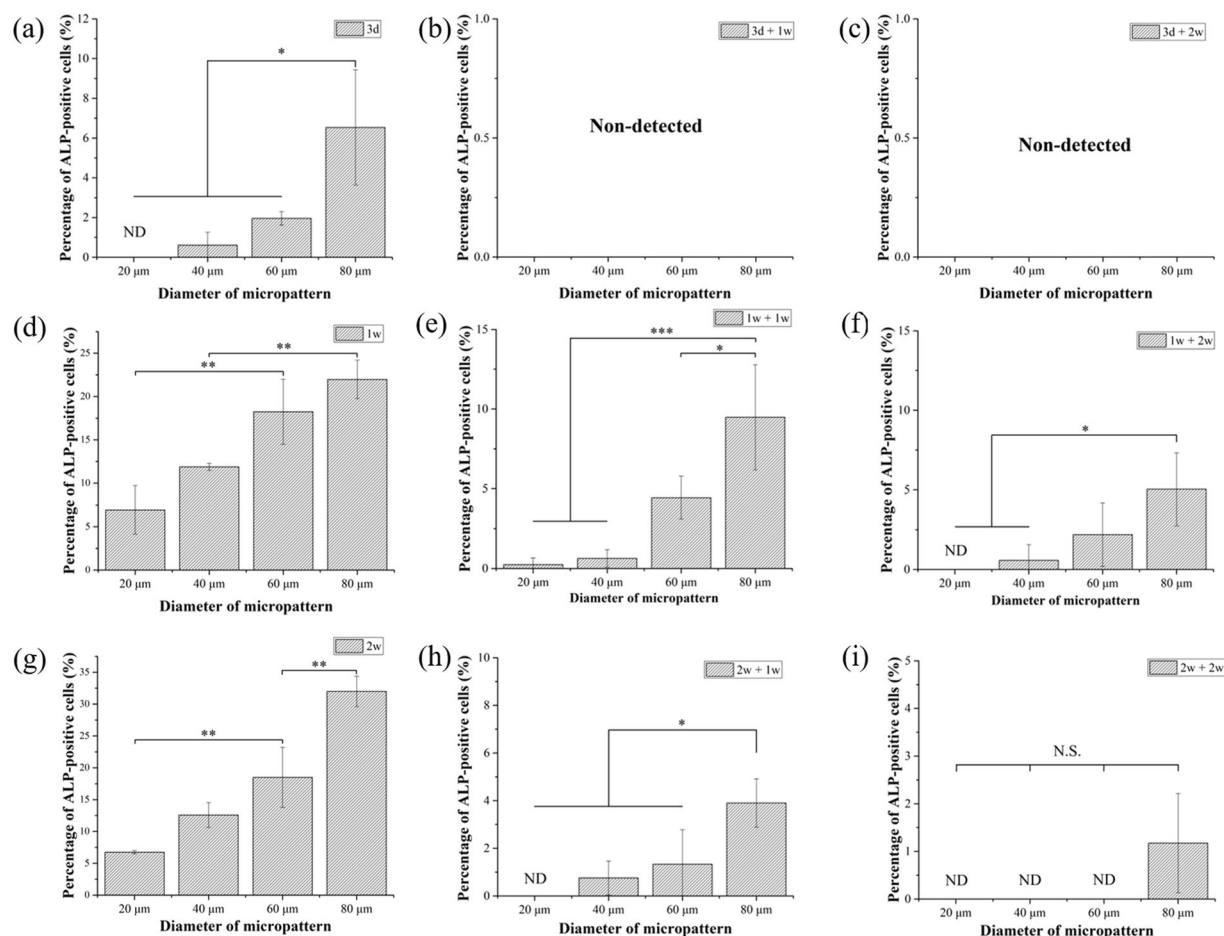 (a)
Percentage of ALP-positive cells (%)
12
10
8
6
4
2
0
3d
*
ND
20 μm 40 μm 60 μm 80 μm
Diameter of micropattern
(b)
Percentage of ALP-positive cells (%)
1.0
0.5
0.0
3d + 1w
Non-detected
20 μm 40 μm 60 μm 80 μm
Diameter of micropattern
(c)
Percentage of ALP-positive cells (%)
1.0
0.5
0.0
3d + 2w
Non-detected
20 μm 40 μm 60 μm 80 μm
Diameter of micropattern
(d)
Percentage of ALP-positive cells (%)
25
20
15
10
5
0
1w
**
**
20 μm 40 μm 60 μm 80 μm
Diameter of micropattern
(e)
Percentage of ALP-positive cells (%)
15
10
5
0
1w + 1w
***
*
20 μm 40 μm 60 μm 80 μm
Diameter of micropattern
(f)
Percentage of ALP-positive cells (%)
15
10
5
0
1w + 2w
*
ND
20 μm 40 μm 60 μm 80 μm
Diameter of micropattern
(g)
Percentage of ALP-positive cells (%)
35
30
25
20
15
10
5
0
2w
**
**
20 μm 40 μm 60 μm 80 μm
Diameter of micropattern
(h)
Percentage of ALP-positive cells (%)
10
8
6
4
2
0
2w + 1w
*
ND
20 μm 40 μm 60 μm 80 μm
Diameter of micropattern
(i)
Percentage of ALP-positive cells (%)
5
4
3
2
1
0
2w + 2w
N.S.
ND ND ND
20 μm 40 μm 60 μm 80 μm
Diameter of micropattern